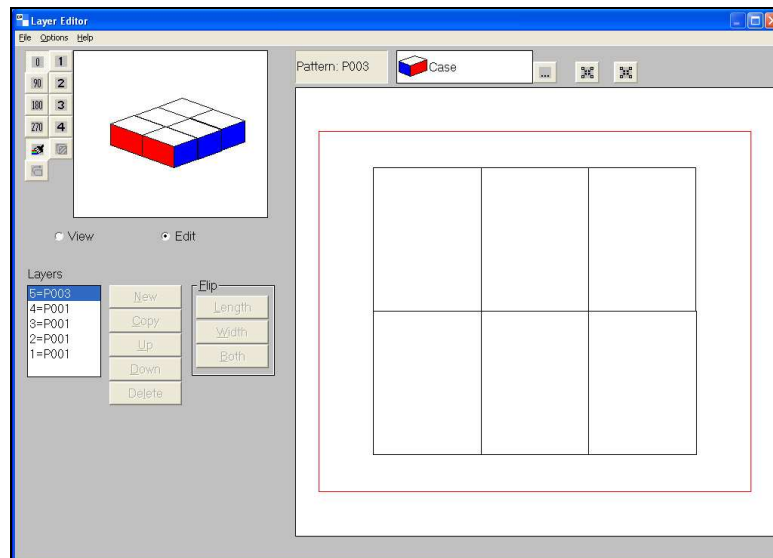 Layer Editor
File Options Help
0 1
90 2
180 3
270 4
Pattern: P003
Case
...
View Edit
Layers
5=P003
4=P001
3=P001
2=P001
1=P001
New
Copy
Up
Down
Delete
Flip
Length
Width
Both